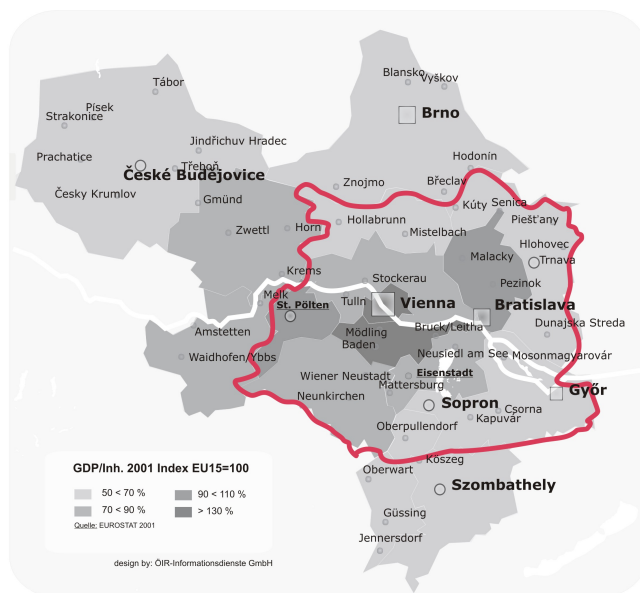 Blansko
Vyškov
Brno
Tábor
Písek
Strakonice
Jindřichuv Hradec
Prachatice
Třeboň
České Budějovice
Česky Krumlov
Gmünd
Hodonín
Znojmo
Břeclav
Kúty
Senica
Piešťany
Zwettl
Horn
Hollabrunn
Mistelbach
Hlohovec
Trnava
Malacky
Krems
Stockerau
Pezinok
Melk
St. Pölten
Tulln
Vienna
Bratislava
Amstetten
Mödling
Baden
Bruck/Leitha
Dunajska Streda
Waidhofen/Ybbs
Neusiedl am See
Mosonmagyarovár
Wiener Neustadt
Eisenstadt
Mattersburg
Neunkirchen
Győr
Sopron
Csorna
Kapuvár
Oberpullendorf
Köszeg
Oberwart
Szombathely
Güssing
Jennersdorf
GDP/Inh. 2001 Index EU15=100
50 < 70 %
90 < 110 %
70 < 90 %
> 130 %
Quelle: EUROSTAT 2001
design by: ÖIR-Informationsdienste GmbH